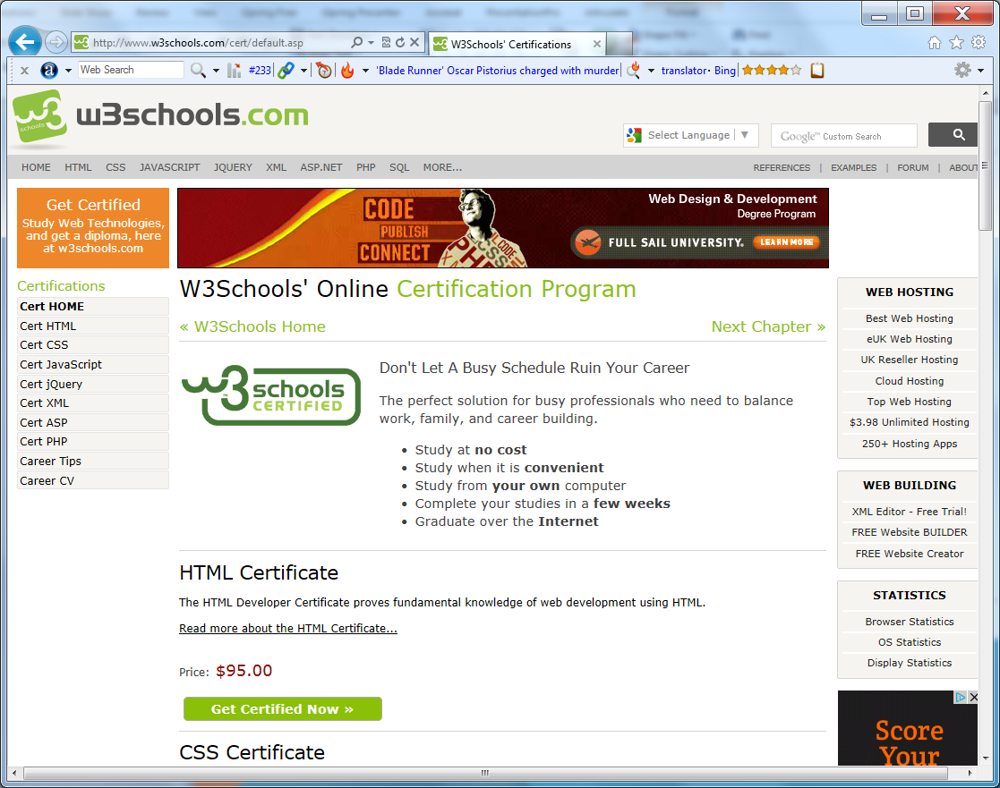 http://www.w3schools.com/cert/default.asp
W3Schools' Certifications
Web Search
#233
'Blade Runner' Oscar Pistorius charged with murder
translator· Bing
w3
schools
w3schools.com
Select Language
Google™ Custom Search
HOME HTML CSS JAVASCRIPT JQUERY XML ASP.NET PHP SQL MORE...
REFERENCES | EXAMPLES | FORUM | ABOUT
Get Certified
Study Web Technologies,
and get a diploma, here
at w3schools.com
CODE
PUBLISH
CONNECT
Web Design & Development
Degree Program
FULL SAIL UNIVERSITY.
LEARN MORE
Certifications
Cert HOME
Cert HTML
Cert CSS
Cert JavaScript
Cert jQuery
Cert XML
Cert ASP
Cert PHP
Career Tips
Career CV
W3Schools' Online Certification Program
« W3Schools Home
Next Chapter »
w3schools
CERTIFIED
Don't Let A Busy Schedule Ruin Your Career
The perfect solution for busy professionals who need to balance
work, family, and career building.
• Study at no cost
• Study when it is convenient
• Study from your own computer
• Complete your studies in a few weeks
• Graduate over the Internet
HTML Certificate
The HTML Developer Certificate proves fundamental knowledge of web development using HTML.
Read more about the HTML Certificate...
Price: $95.00
Get Certified Now »
CSS Certificate
WEB HOSTING
Best Web Hosting
eUK Web Hosting
UK Reseller Hosting
Cloud Hosting
Top Web Hosting
$3.98 Unlimited Hosting
250+ Hosting Apps
WEB BUILDING
XML Editor - Free Trial!
FREE Website BUILDER
FREE Website Creator
STATISTICS
Browser Statistics
OS Statistics
Display Statistics
Score
Your